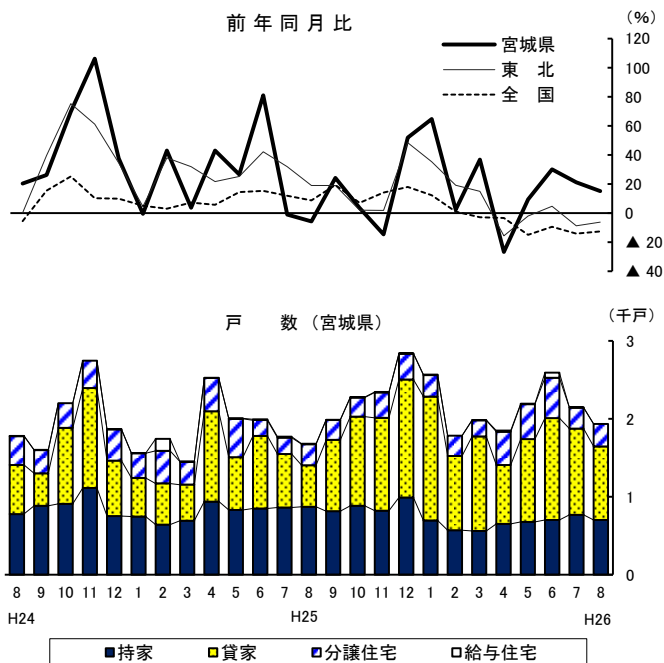 前年同月比
(%)
宮城県
東 北
全 国
120
100
80
60
40
20
0
▲ 20
▲ 40
戸 数（宮城県）
(千戸)
3
2
1
0
8 9 10 11 12 1 2 3 4 5 6 7 8 9 10 11 12 1 2 3 4 5 6 7 8
H24 H25 H26
持家 貸家 分譲住宅 給与住宅